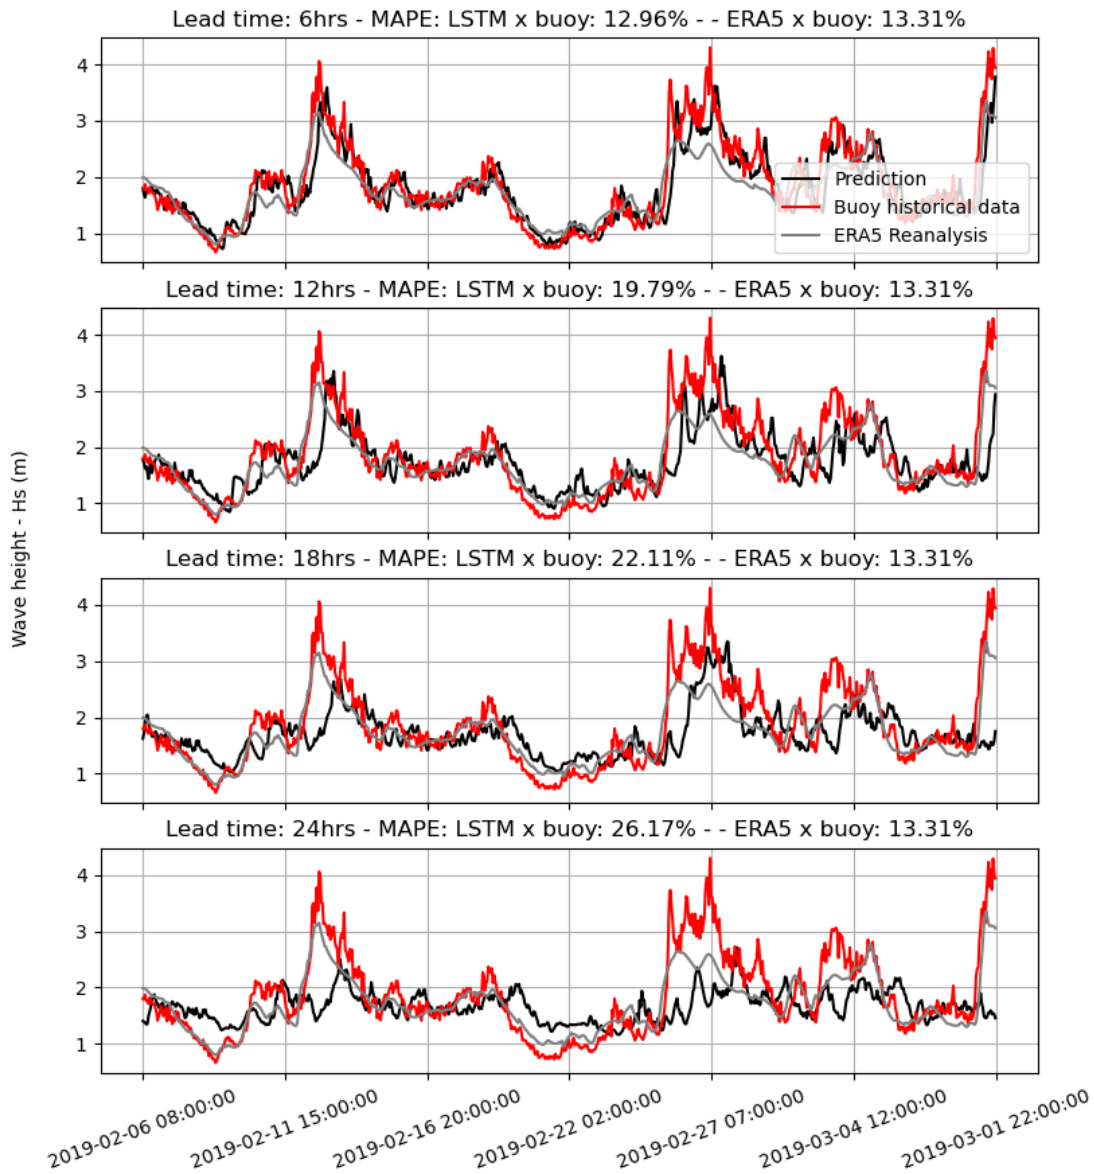 Lead time: 6hrs - MAPE: LSTM x buoy: 12.96% - - ERA5 x buoy: 13.31%
4
3
2
1
Prediction
Buoy historical data
ERA5 Reanalysis
Lead time: 12hrs - MAPE: LSTM x buoy: 19.79% - - ERA5 x buoy: 13.31%
4
3
2
1
Wave height - Hs (m)
Lead time: 18hrs - MAPE: LSTM x buoy: 22.11% - - ERA5 x buoy: 13.31%
4
3
2
1
Lead time: 24hrs - MAPE: LSTM x buoy: 26.17% - - ERA5 x buoy: 13.31%
4
3
2
1
2019-02-06 08:00:00
2019-02-11 15:00:00
2019-02-16 20:00:00
2019-02-22 02:00:00
2019-02-27 07:00:00
2019-03-04 12:00:00
2019-03-01 22:00:00